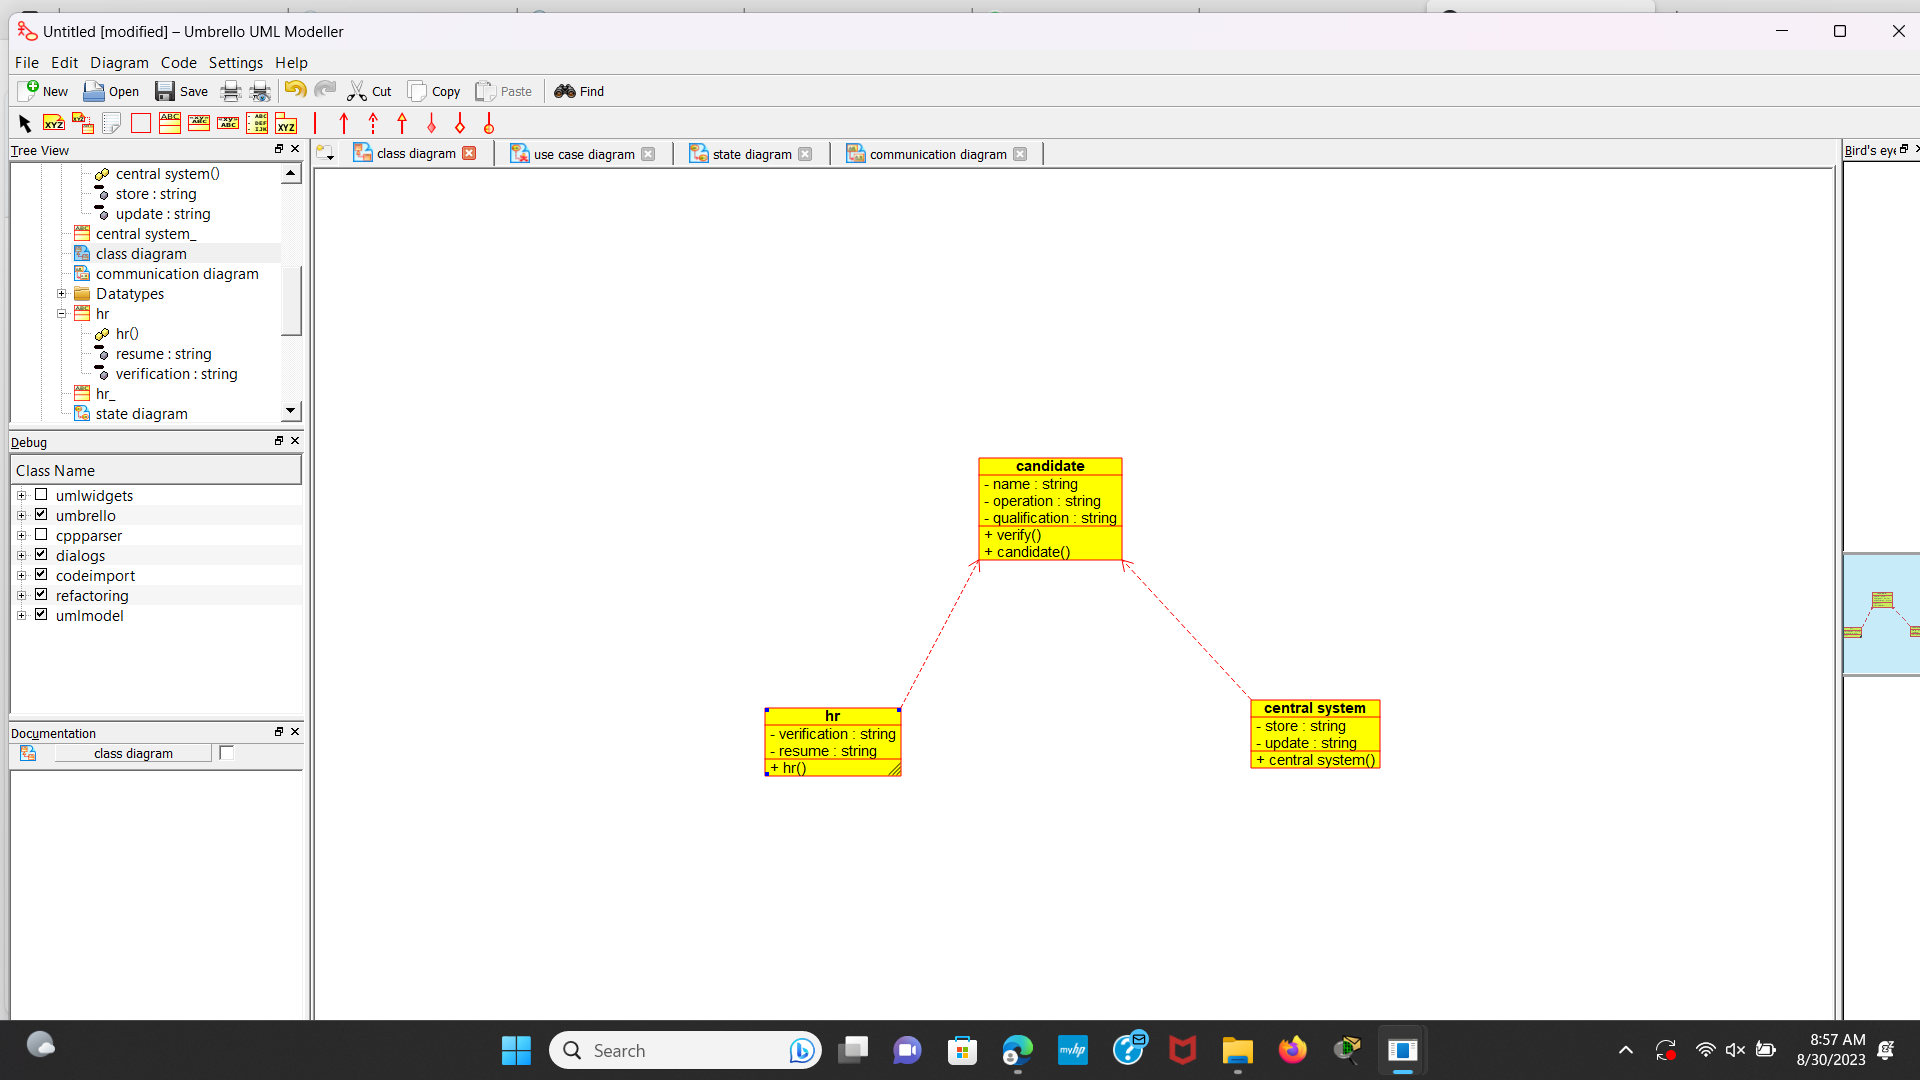 Untitled [modified] – Umbrello UML Modeller
File Edit Diagram Code Settings Help
New Open Save Cut Copy Paste Find
Tree View
class diagram use case diagram state diagram communication diagram
Bird's eye
central system()
store : string
update : string
central system_
class diagram
communication diagram
Datatypes
hr
hr()
resume : string
verification : string
hr_
state diagram
Debug
Class Name
umlwidgets
umbrello
cppparser
dialogs
codeimport
refactoring
umlmodel
Documentation
class diagram
candidate
- name : string
- operation : string
- qualification : string
+ verify()
+ candidate()
hr
- verification : string
- resume : string
+ hr()
central system
- store : string
- update : string
+ central system()
Search
myhp
8:57 AM
8/30/2023